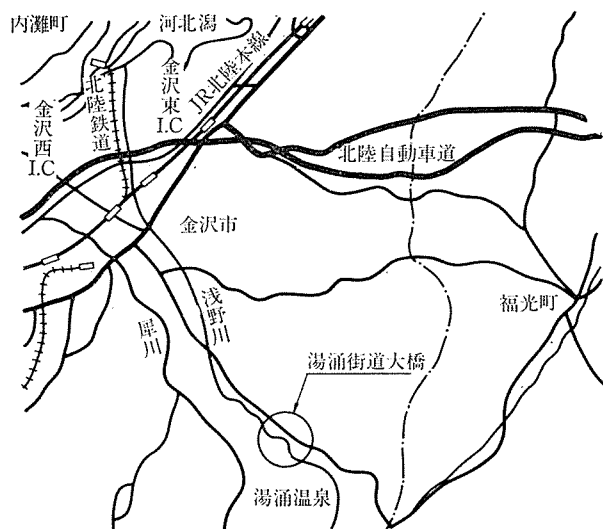 内灘町
河北潟
JR北陸本線
金沢東I.C
北陸鉄道
金沢西I.C
北陸自動車道
金沢市
浅野川
犀川
福光町
湯涌街道大橋
湯涌温泉